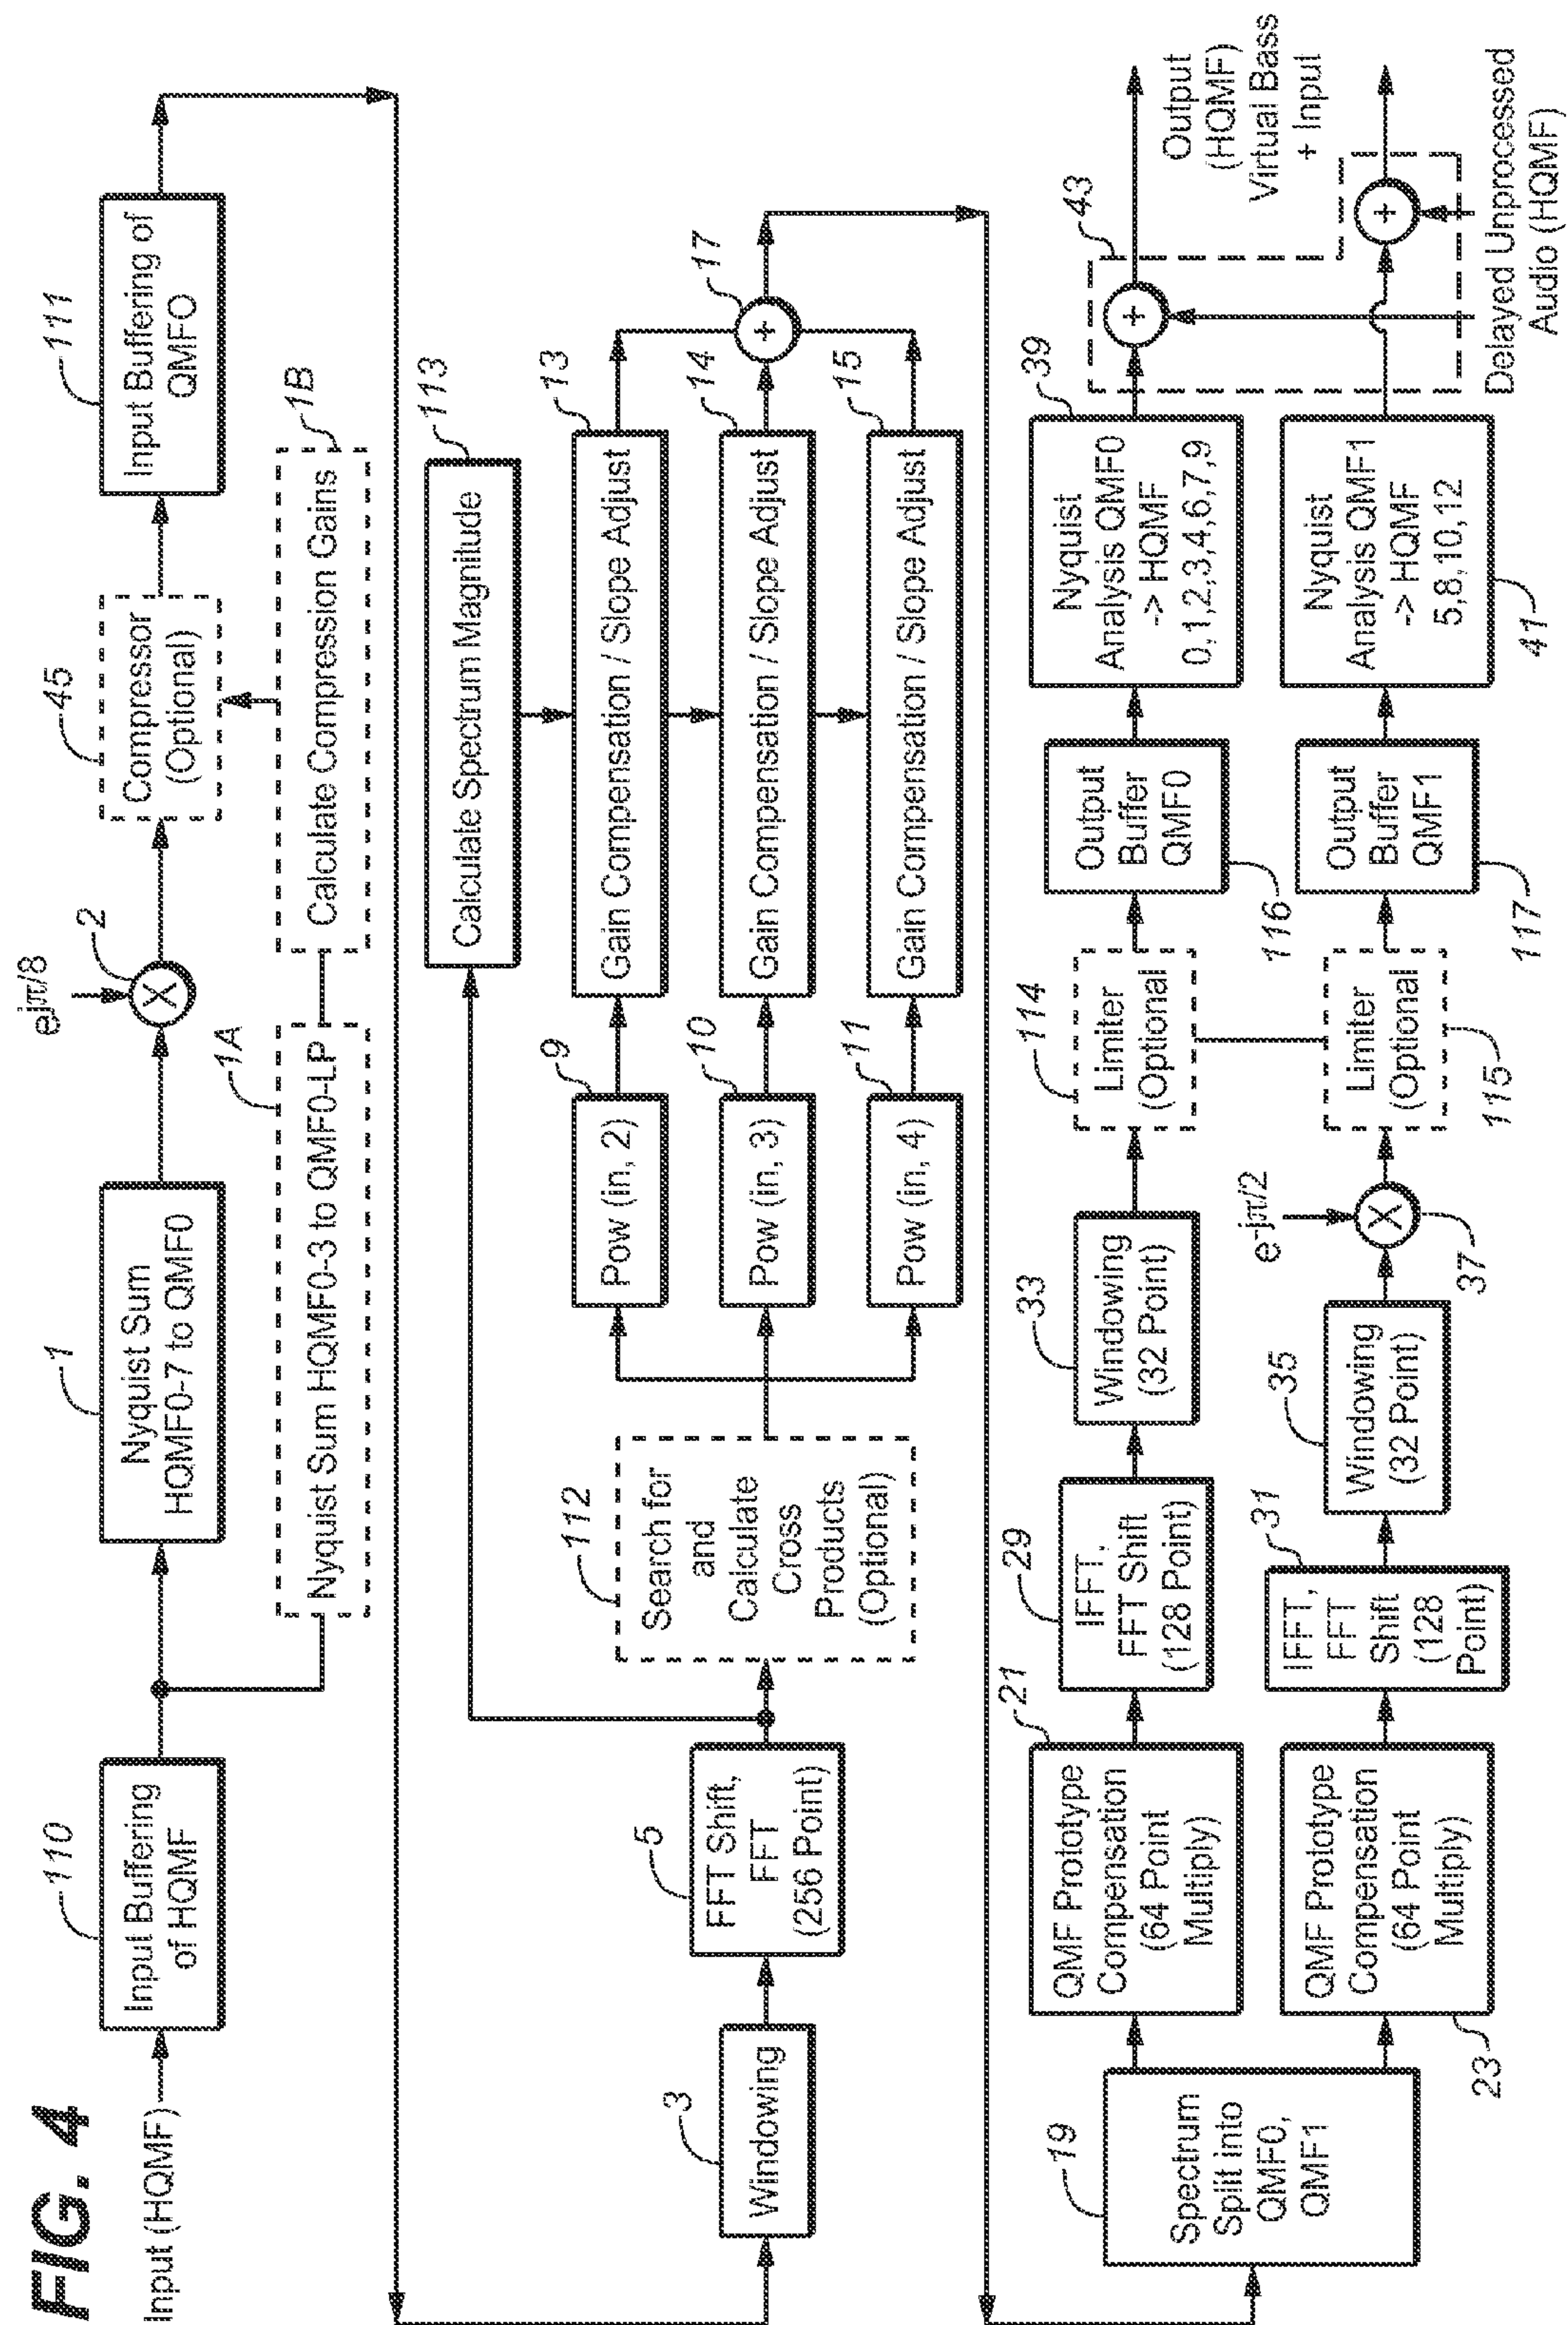 FIG. 4
Input (HQMF)
110
Input Buffering
of HQMF
1
Nyquist Sum
HQMF0-7 to QMF0
ejπ/8
2
X
45
Compressor
(Optional)
111
Input Buffering of
QMFO
1A
Nyquist Sum HQMF0-3 to QMF0-LP
1B
Calculate Compression Gains
3
Windowing
5
FFT Shift,
FFT
(256 Point)
112
Search for
and
Calculate
Cross
Products
(Optional)
113
Calculate Spectrum Magnitude
9
Pow (in, 2)
13
Gain Compensation / Slope Adjust
10
Pow (in, 3)
14
Gain Compensation / Slope Adjust
11
Pow (in, 4)
15
Gain Compensation / Slope Adjust
17
+
19
Spectrum
Split into
QMF0,
QMF1
21
QMF Prototype
Compensation
(64 Point
Multiply)
29
IFFT,
FFT Shift
(128 Point)
33
Windowing
(32 Point)
114
Limiter
(Optional)
Output
Buffer
QMF0
116
39
Nyquist
Analysis QMF0
-> HQMF
0,1,2,3,4,6,7,9
43
+
Output
(HQMF)
Virtual Bass
+ Input
QMF Prototype
Compensation
(64 Point
Multiply)
23
31
IFFT,
FFT
Shift
(128
Point)
35
Windowing
(32 Point)
e-jπ/2
X
37
Limiter
(Optional)
115
Output
Buffer
QMF1
117
Nyquist
Analysis QMF1
-> HQMF
5,8,10,12
41
+
Delayed Unprocessed
Audio (HQMF)